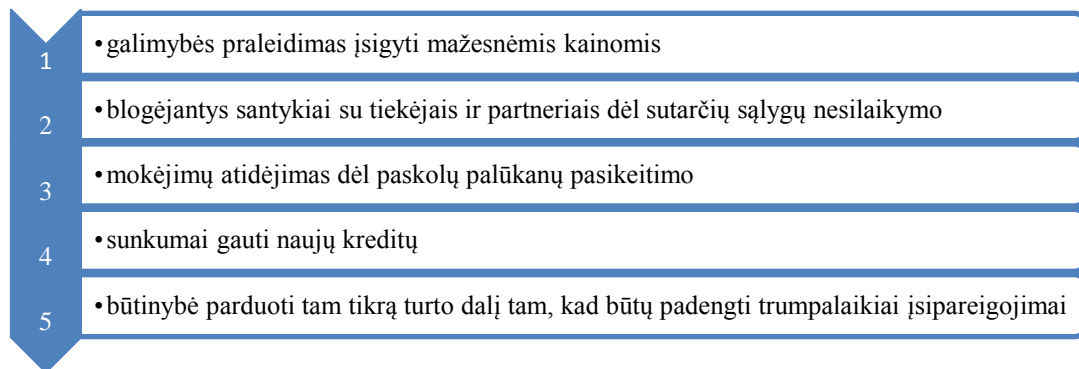 1 •galimybės praleidimas įsigyti mažesnėmis kainomis
2 •blogėjantys santykiai su tiekėjais ir partneriais dėl sutarčių sąlygų nesilaikymo
3 •mokėjimų atidėjimas dėl paskolų palūkanų pasikeitimo
4 •sunkumai gauti naujų kreditų
5 •būtinybė parduoti tam tikrą turto dalį tam, kad būtų padengti trumpalaikiai įsipareigojimai